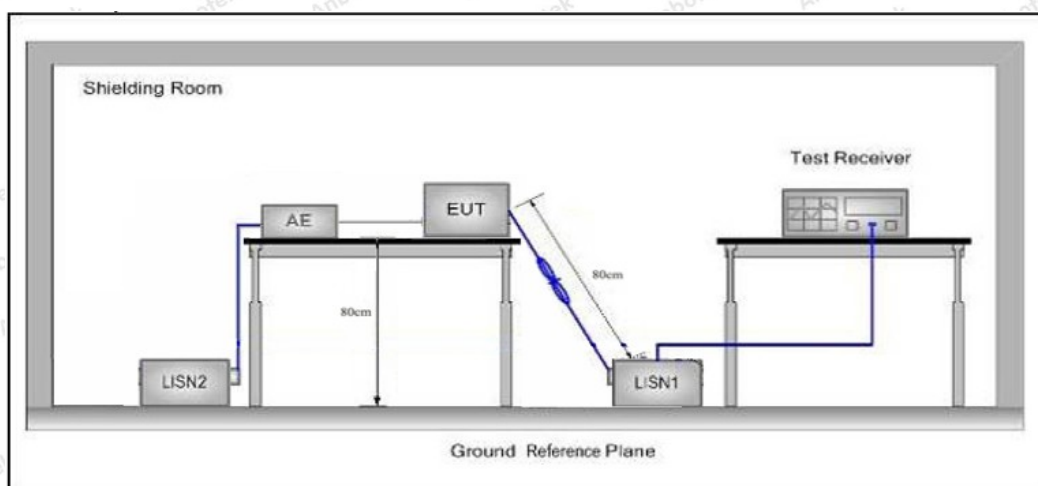 Shielding Room
Test Receiver
EUT
AE
80cm
80cm
LISN2
LISN1
Ground Reference Plane